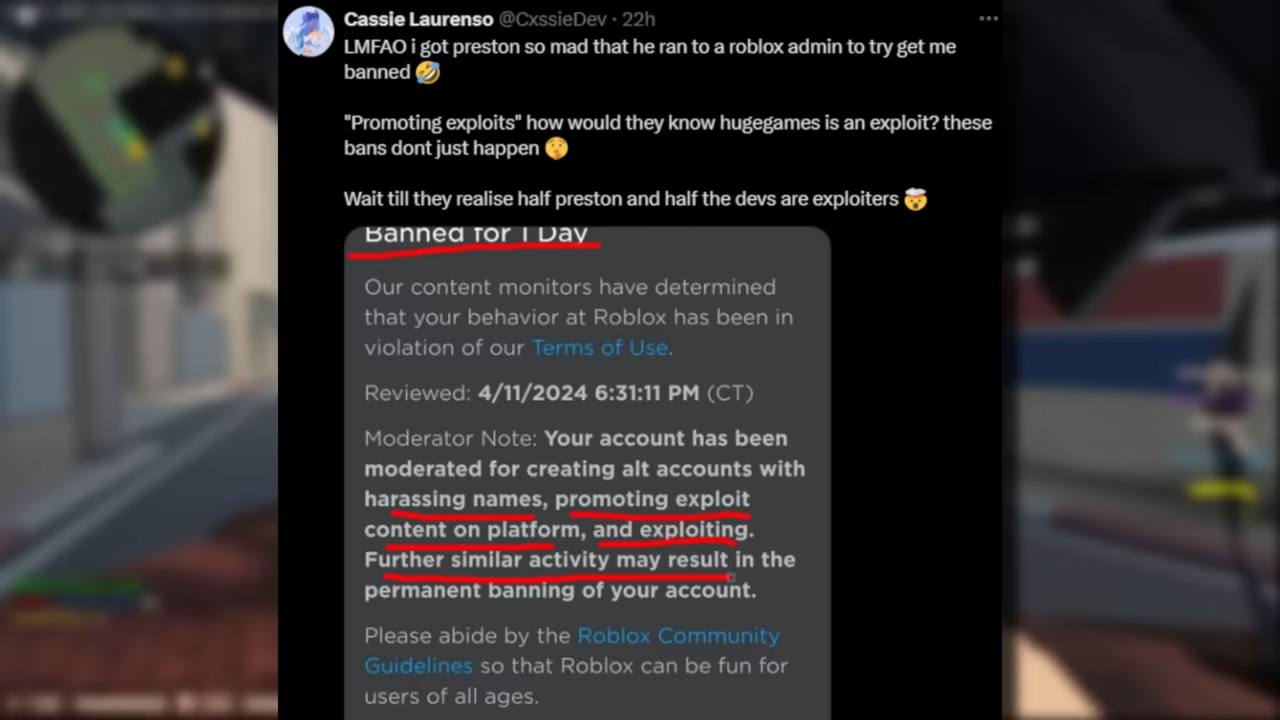 Cassie Laurenso @CxssieDev · 22h
LMFAO i got preston so mad that he ran to a roblox admin to try get me
banned 🤣
"Promoting exploits" how would they know hugegames is an exploit? these
bans dont just happen 🤫
Wait till they realise half preston and half the devs are exploiters 🤯
Banned for 1 Day
Our content monitors have determined
that your behavior at Roblox has been in
violation of our Terms of Use.
Reviewed: 4/11/2024 6:31:11 PM (CT)
Moderator Note: Your account has been
moderated for creating alt accounts with
harassing names, promoting exploit
content on platform, and exploiting.
Further similar activity may result in the
permanent banning of your account.
Please abide by the Roblox Community
Guidelines so that Roblox can be fun for
users of all ages.